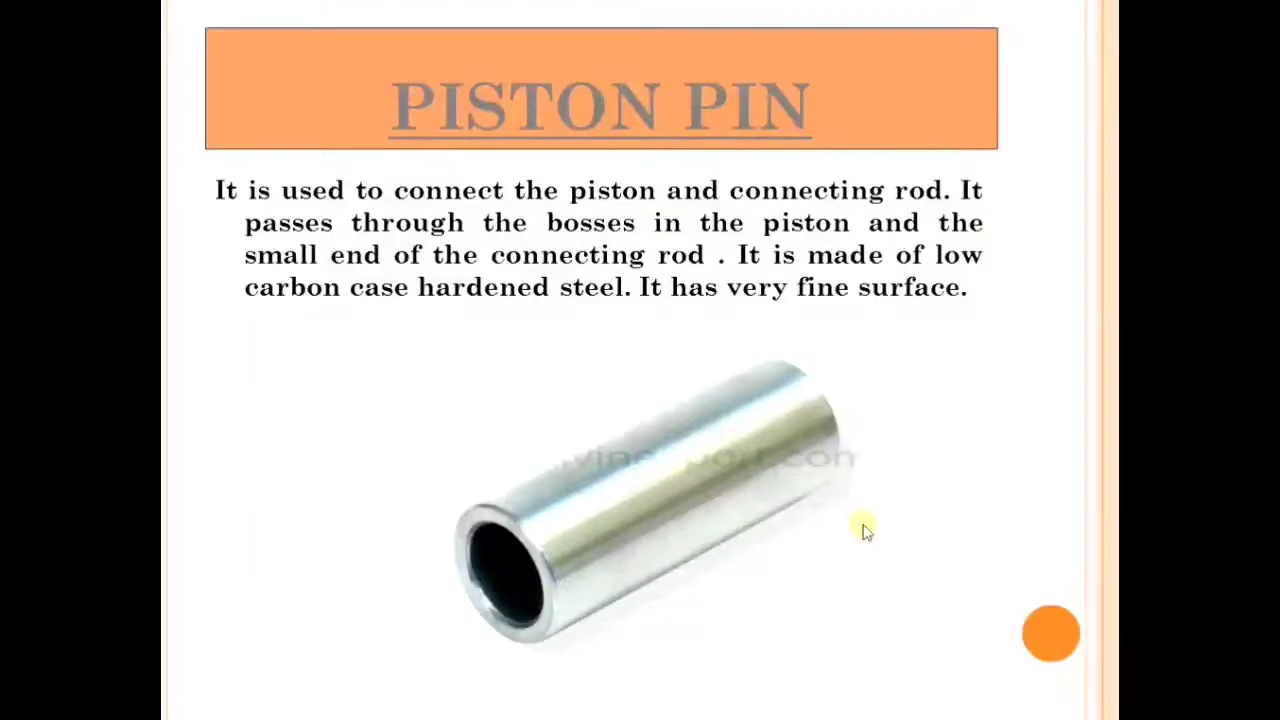 PISTON PIN
It is used to connect the piston and connecting rod. It
passes through the bosses in the piston and the
small end of the connecting rod . It is made of low
carbon case hardened steel. It has very fine surface.